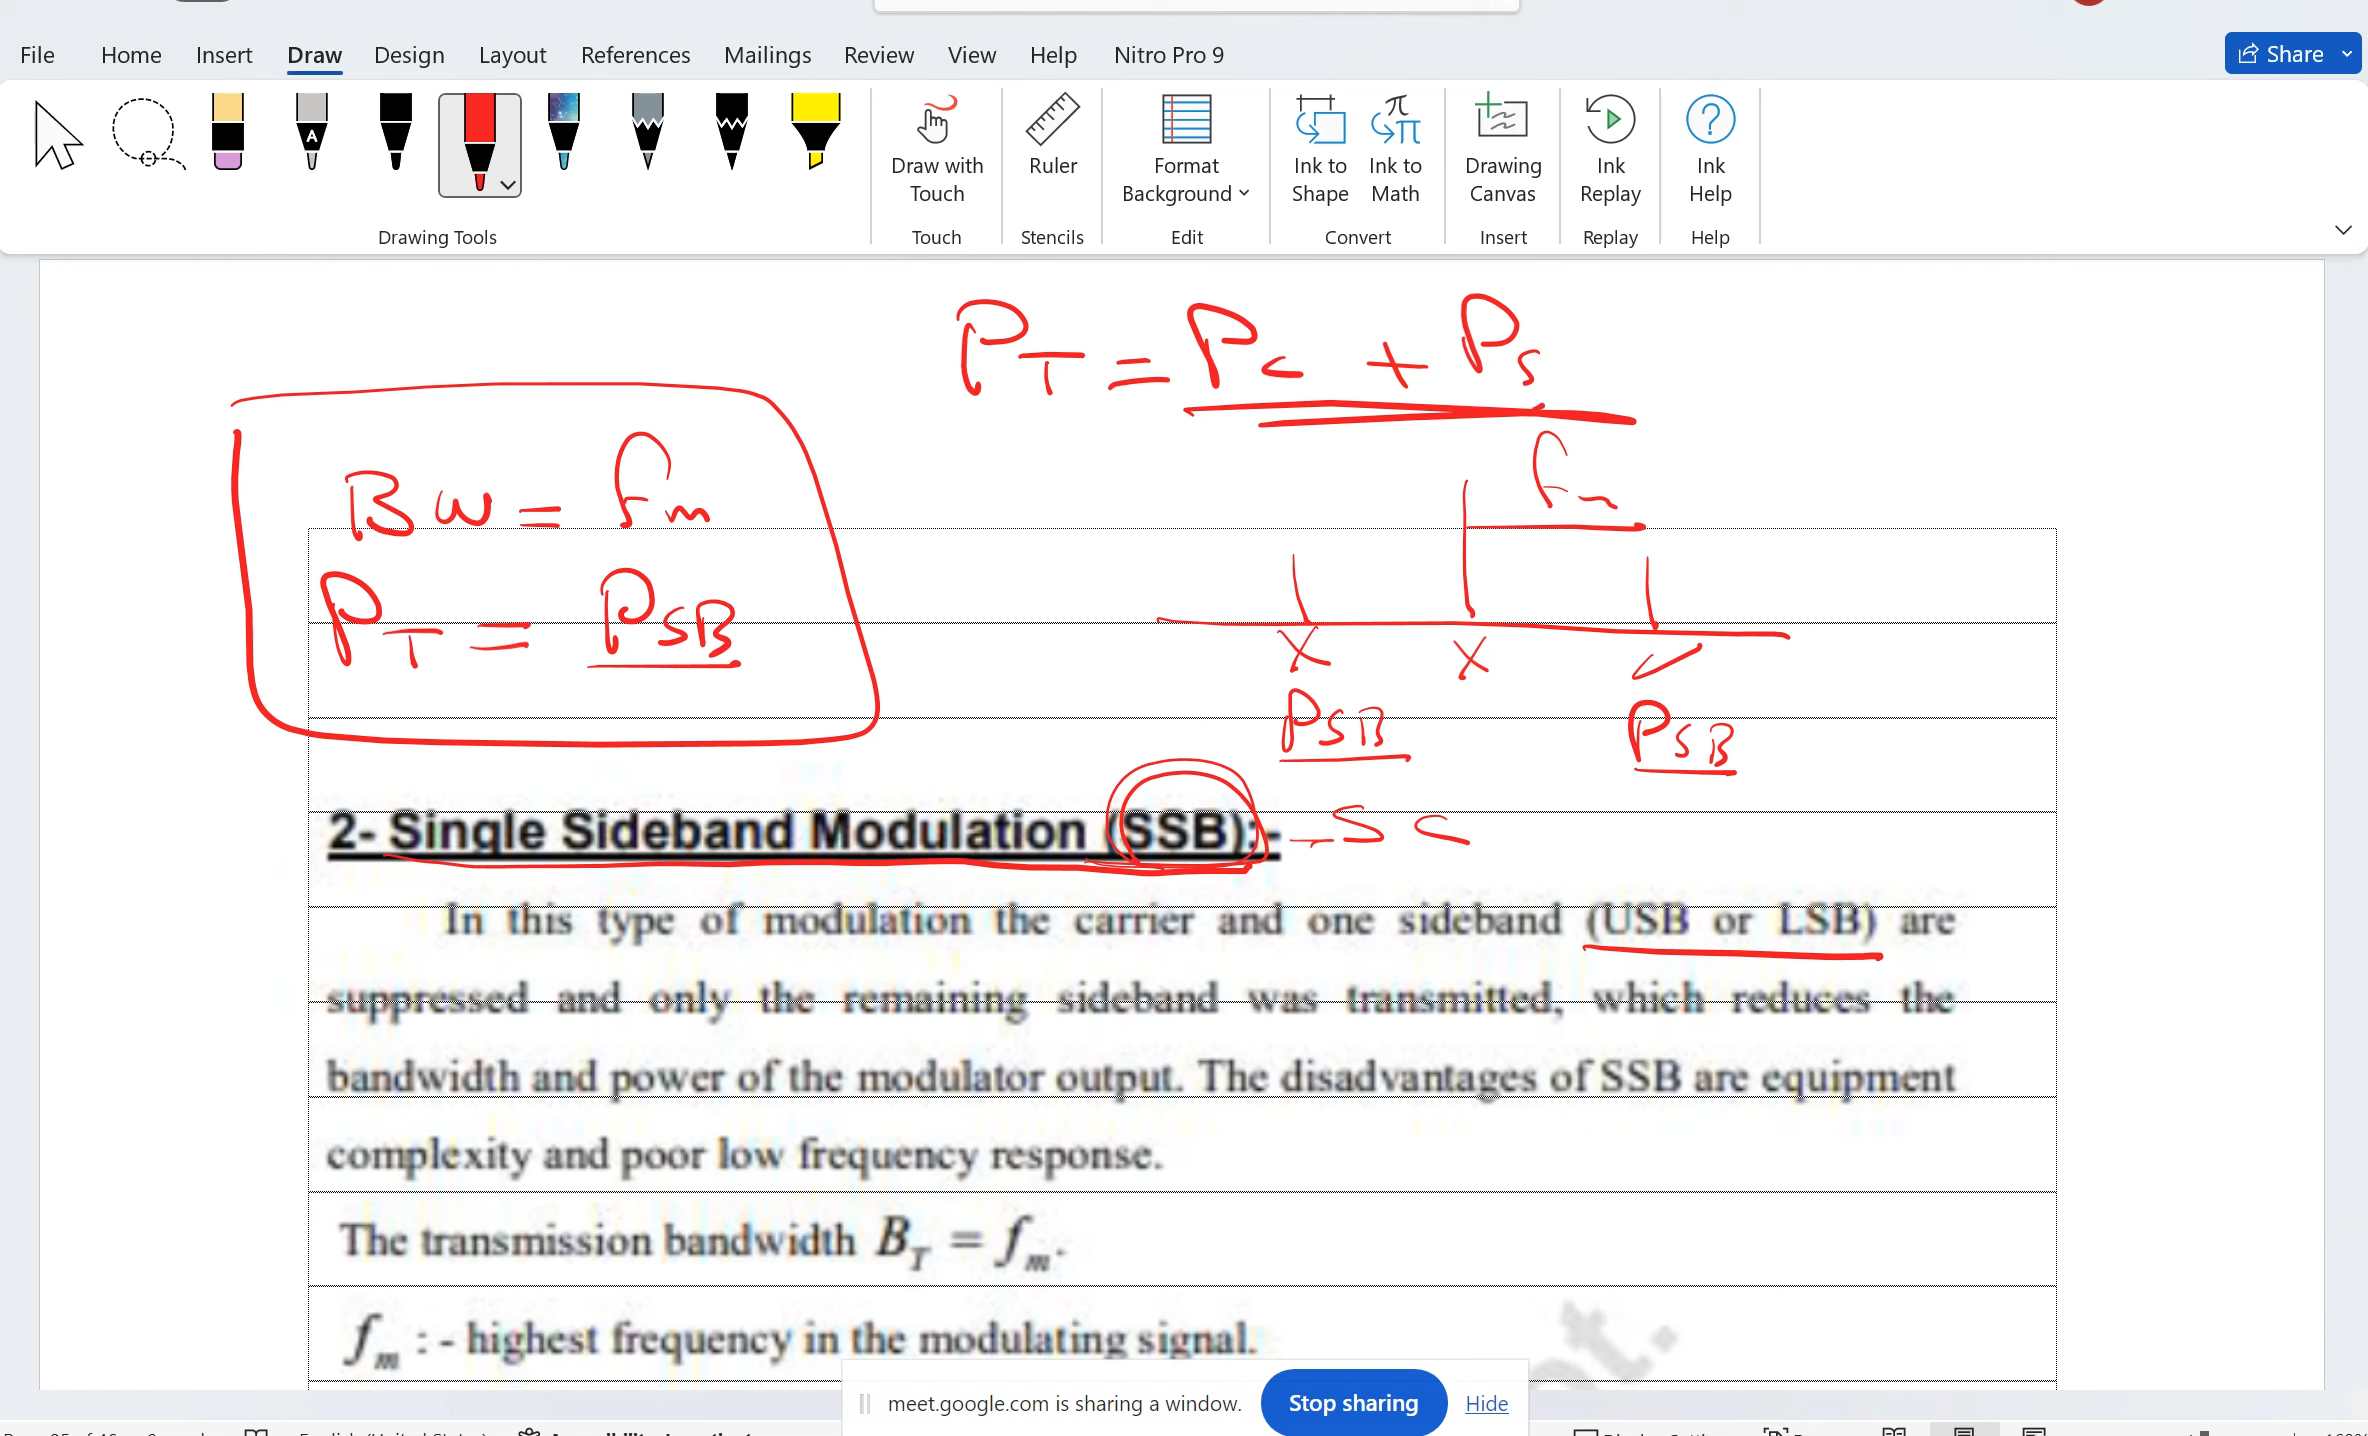 File Home Insert Draw Design Layout References Mailings Review View Help Nitro Pro 9 Share
A
Draw with Touch
Ruler
Format Background
Ink to Shape
Ink to Math
Drawing Canvas
Ink Replay
Ink Help
Drawing Tools Touch Stencils Edit Convert Insert Replay Help
PT = Pc + Ps
fm
Bw = fm
PT = PSB
x x
PSB PSB
2- Single Sideband Modulation (SSB):- -SC
In this type of modulation the carrier and one sideband (USB or LSB) are
suppressed and only the remaining sideband was transmitted, which reduces the
bandwidth and power of the modulator output. The disadvantages of SSB are equipment
complexity and poor low frequency response.
The transmission bandwidth BT = fm.
fm : - highest frequency in the modulating signal.
meet.google.com is sharing a window. Stop sharing Hide